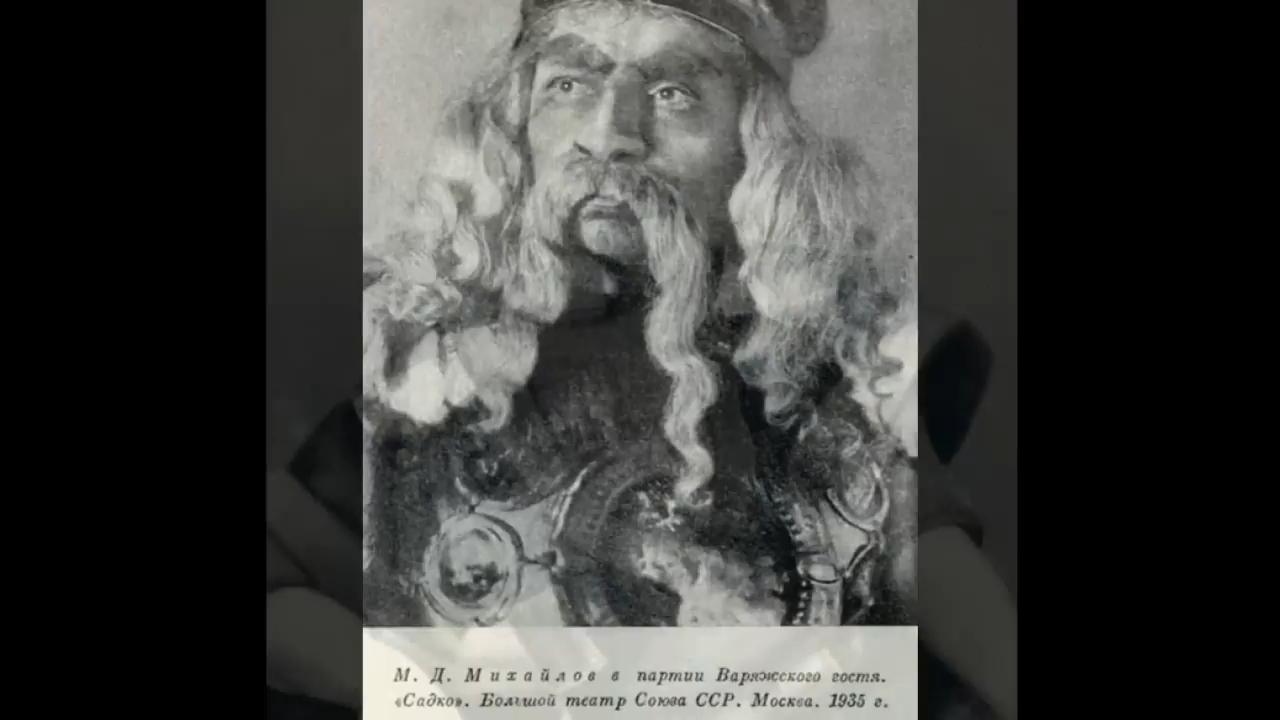 М. Д. Михайлов в партии Варяжского гостя.
«Садко». Большой театр Союза ССР. Москва. 1935 г.